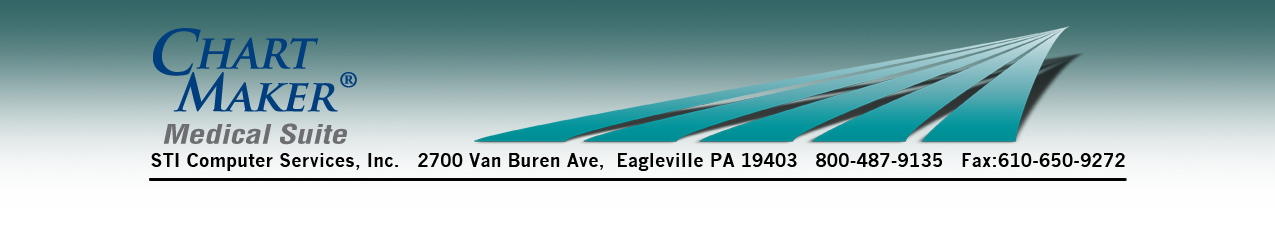 CHART
MAKER®
Medical Suite
STI Computer Services, Inc. 2700 Van Buren Ave, Eagleville PA 19403 800-487-9135 Fax:610-650-9272